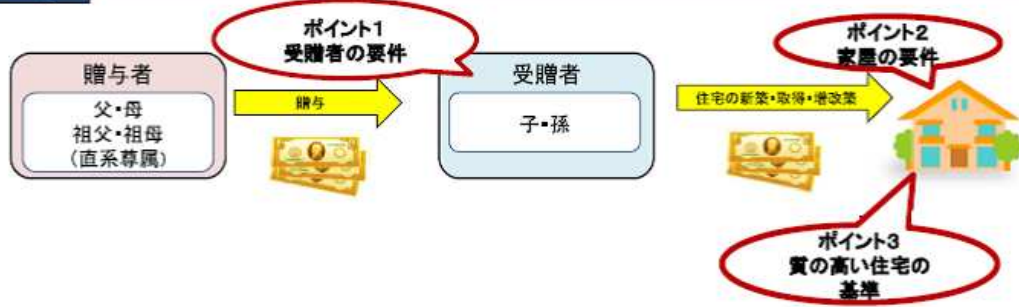 ポイント1
受贈者の要件
贈与者
父・母
祖父・祖母
(直系尊属)
贈与
受贈者
子・孫
住宅の新築・取得・増改築
ポイント2
家屋の要件
ポイント3
質の高い住宅の
基準